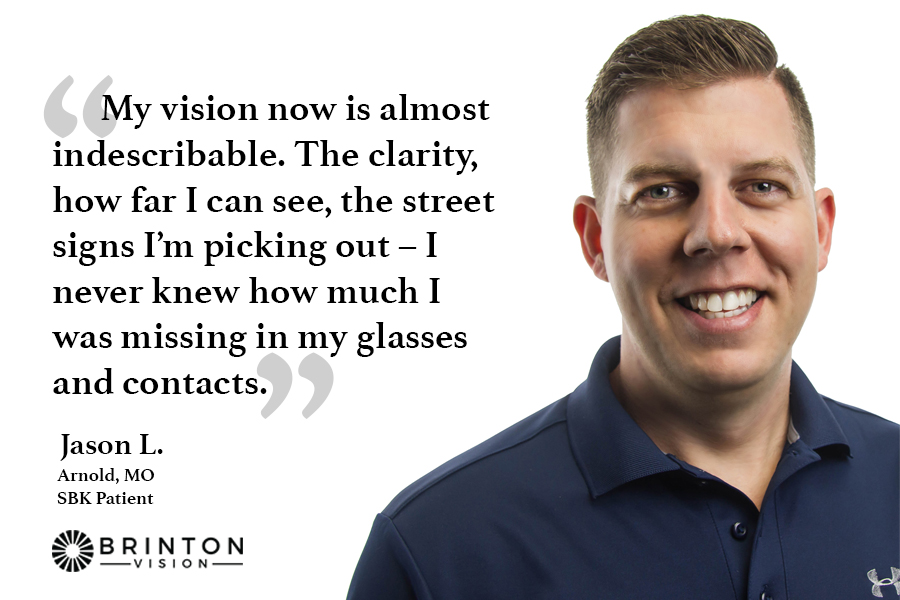 “My vision now is almost
indescribable. The clarity,
how far I can see, the street
signs I’m picking out – I
never knew how much I
was missing in my glasses
and contacts.”
Jason L.
Arnold, MO
SBK Patient
BRINTON
VISION